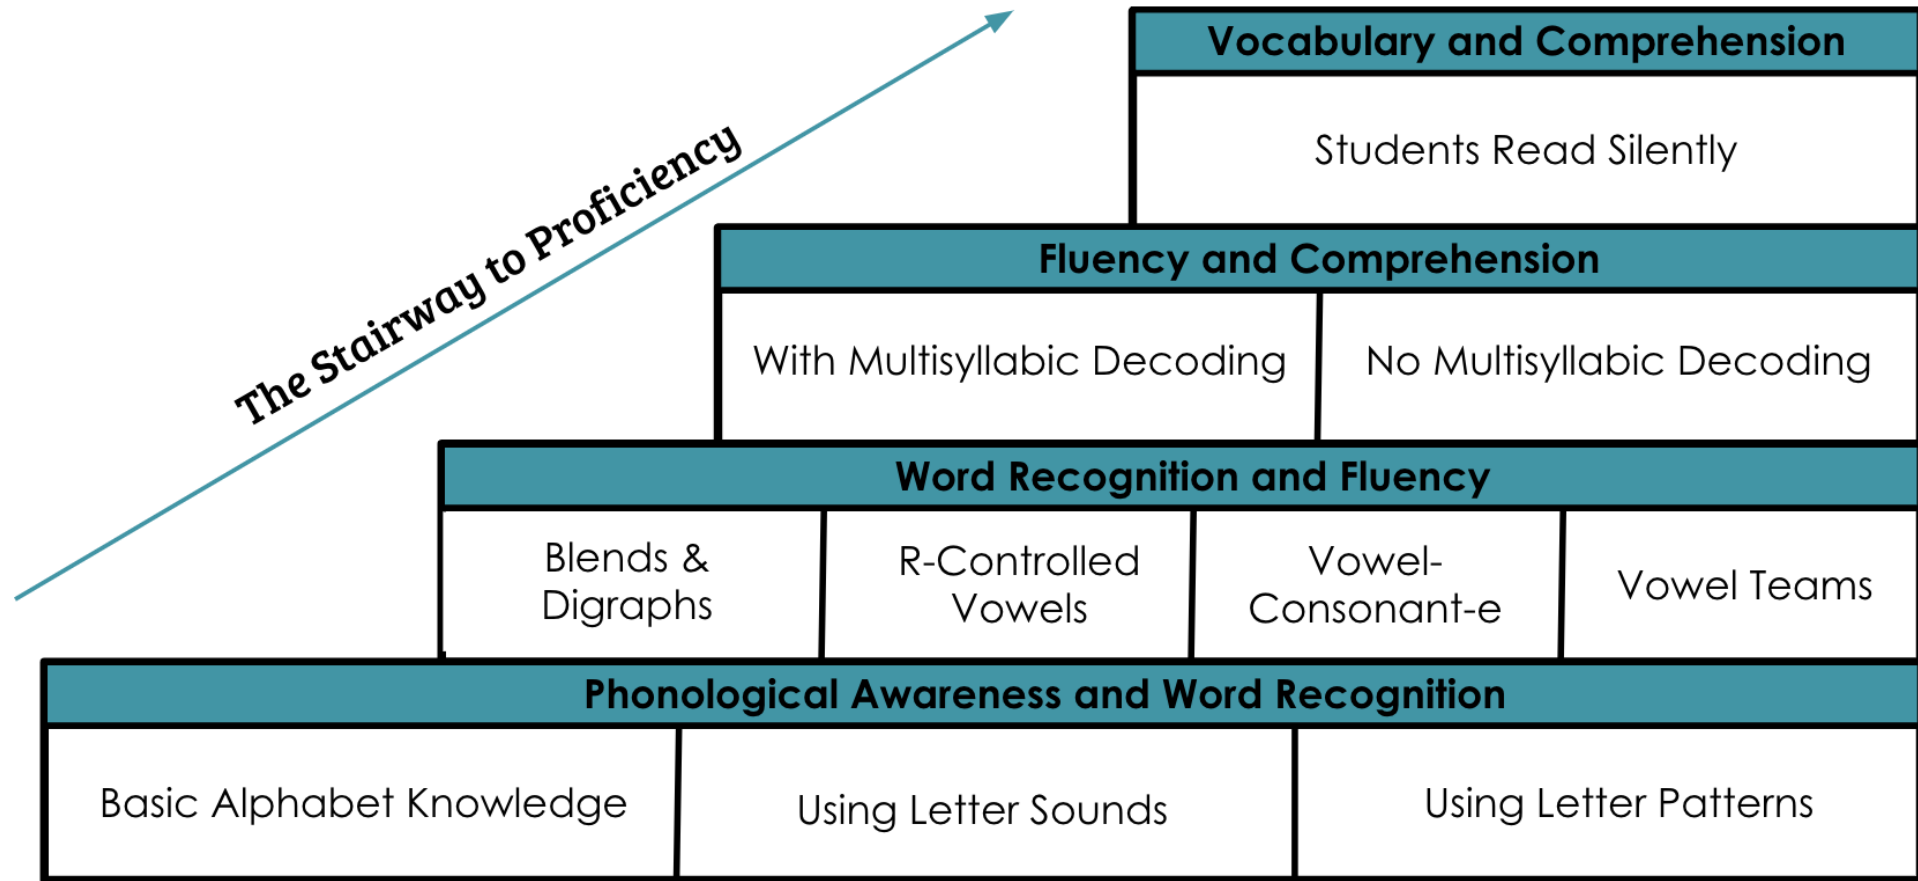 The Stairway to Proficiency
Vocabulary and Comprehension
Students Read Silently
Fluency and Comprehension
With Multisyllabic Decoding
No Multisyllabic Decoding
Word Recognition and Fluency
Blends &
Digraphs
R-Controlled
Vowels
Vowel-
Consonant-e
Vowel Teams
Phonological Awareness and Word Recognition
Basic Alphabet Knowledge
Using Letter Sounds
Using Letter Patterns